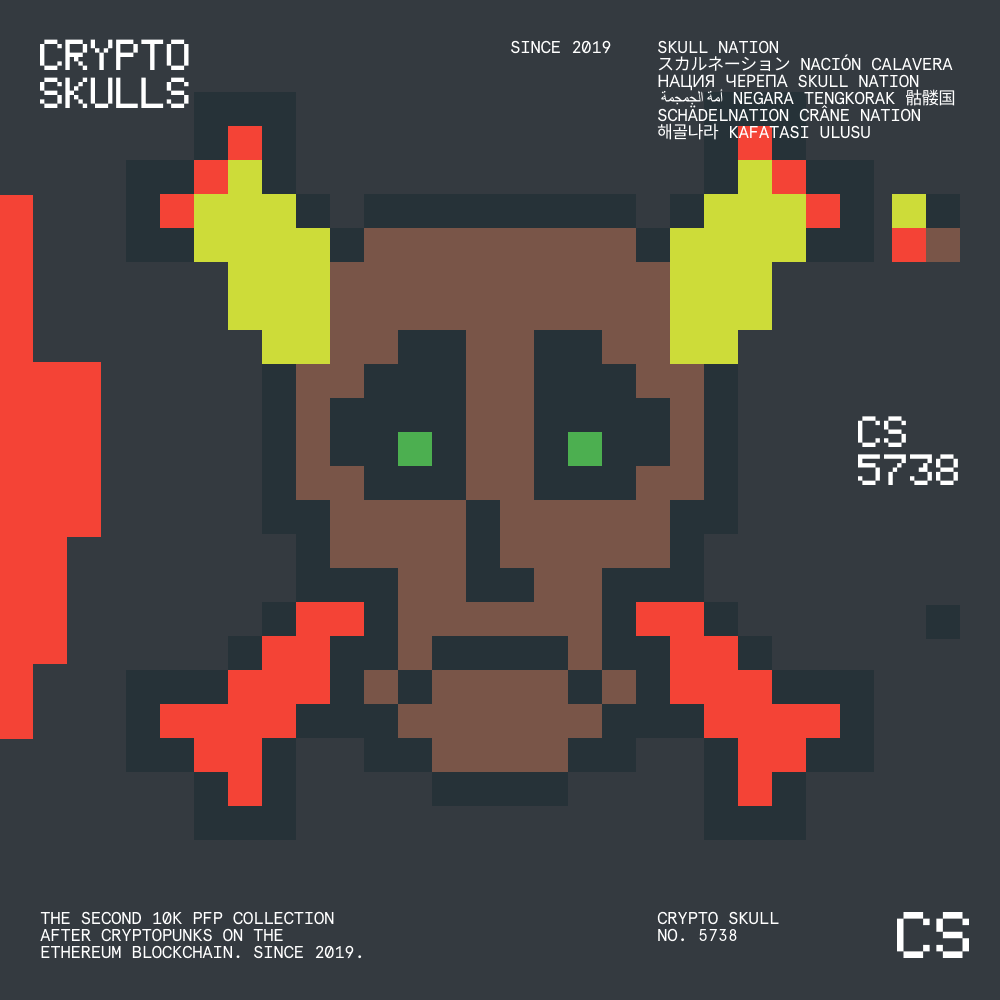 CRYPTO
SKULLS
SINCE 2019
SKULL NATION
スカルネーション NACIÓN CALAVERA
НАЦИЯ ЧЕРЕПА SKULL NATION
أمة الجمجمة NEGARA TENGKORAK 骷髅国
SCHÄDELNATION CRÂNE NATION
해골나라 KAFATASI ULUSU
CS
5738
THE SECOND 10K PFP COLLECTION
AFTER CRYPTOPUNKS ON THE
ETHEREUM BLOCKCHAIN. SINCE 2019.
CRYPTO SKULL
NO. 5738
CS